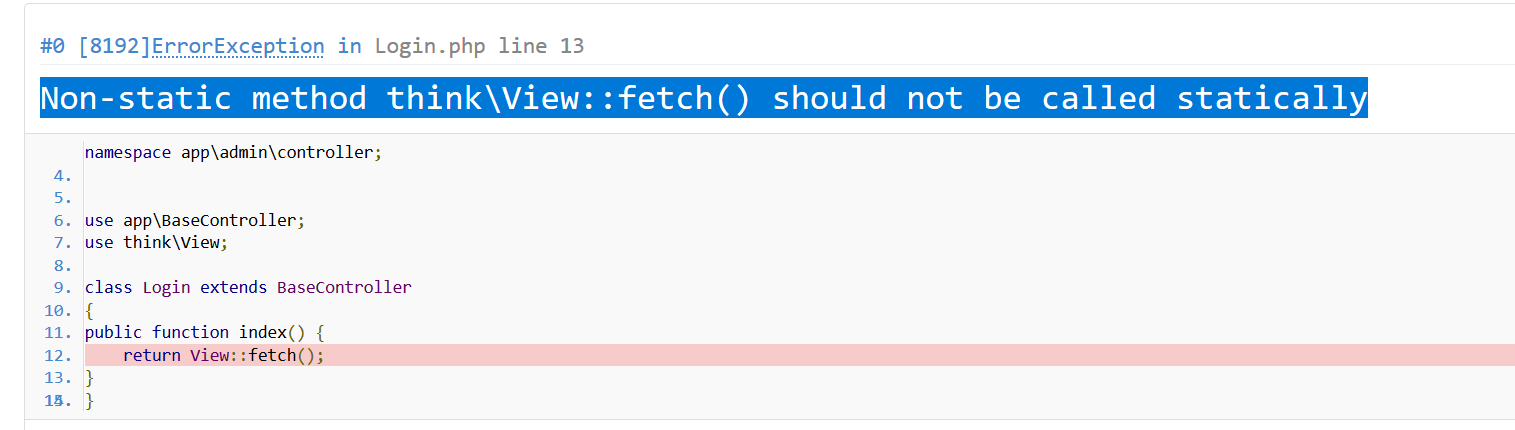 #0 [8192]ErrorException in Login.php line 13
Non-static method think\View::fetch() should not be called statically
namespace app\admin\controller;
4.
5.
6. use app\BaseController;
7. use think\View;
8.
9. class Login extends BaseController
10. {
11. public function index() {
12. return View::fetch();
13. }
14. }